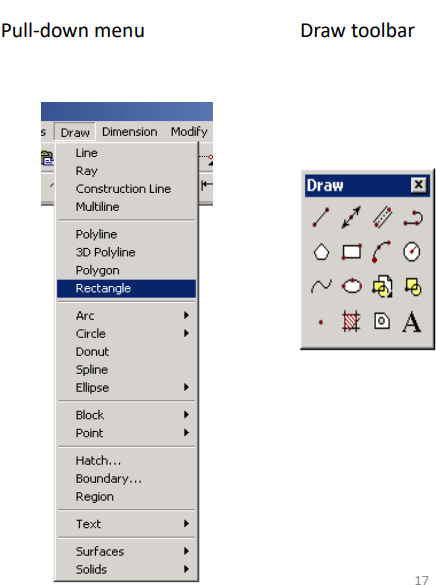 Pull-down menu
Draw toolbar
s Draw Dimension Modify
Line
Ray
Construction Line
Multiline
Polyline
3D Polyline
Polygon
Rectangle
Arc
Circle
Donut
Spline
Ellipse
Block
Point
Hatch...
Boundary...
Region
Text
Surfaces
Solids
Draw
A
17